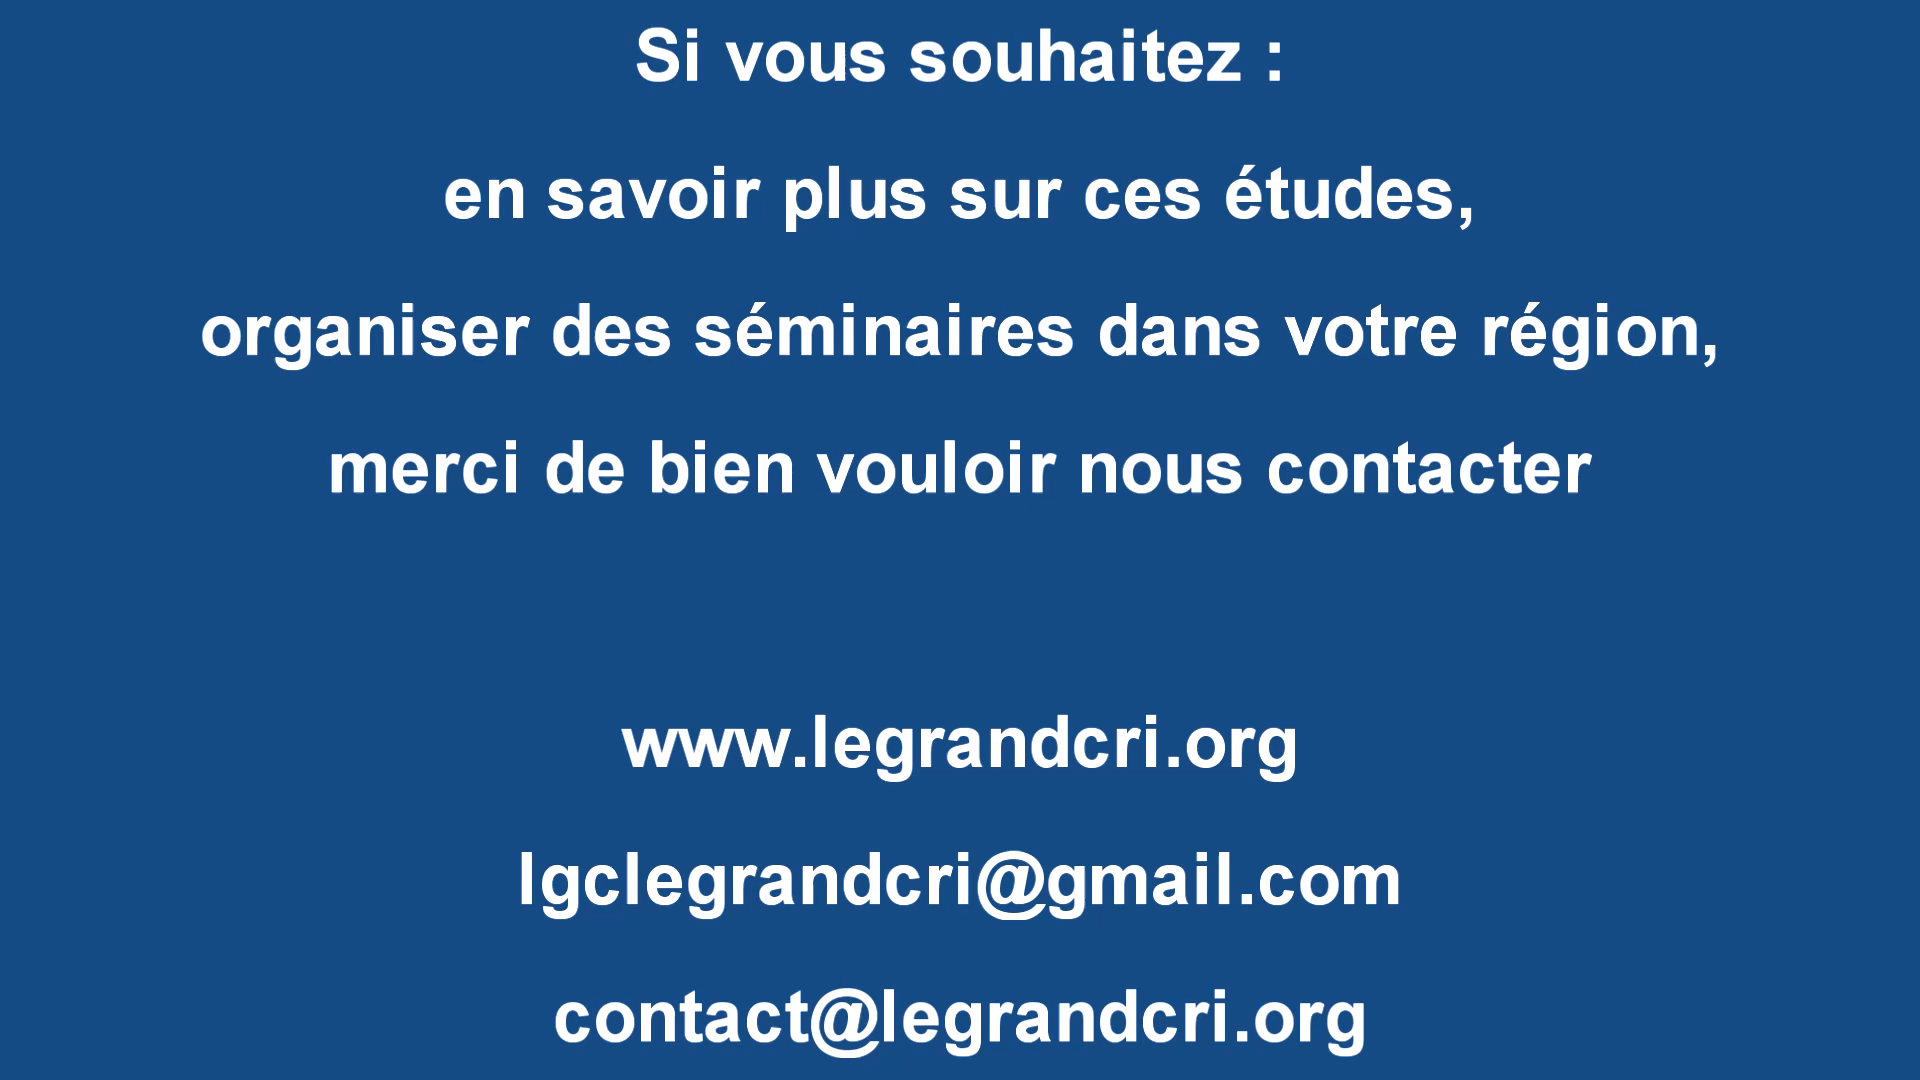 Si vous souhaitez :
en savoir plus sur ces études,
organiser des séminaires dans votre région,
merci de bien vouloir nous contacter
www.legrandcri.org
lgclegrandcri@gmail.com
contact@legrandcri.org